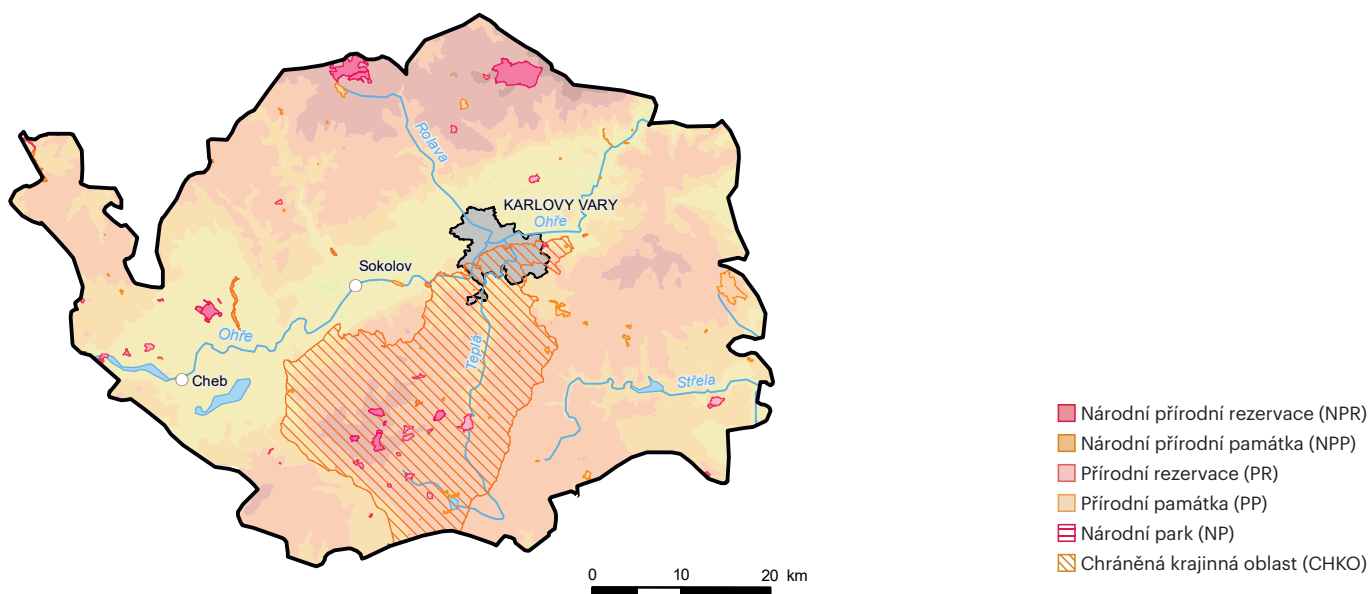 Rolava
KARLOVY VARY
Ohře
Sokolov
Ohře
Teplá
Cheb
Střela
Národní přírodní rezervace (NPR)
Národní přírodní památka (NPP)
Přírodní rezervace (PR)
Přírodní památka (PP)
Národní park (NP)
Chráněná krajinná oblast (CHKO)
0 10 20 km